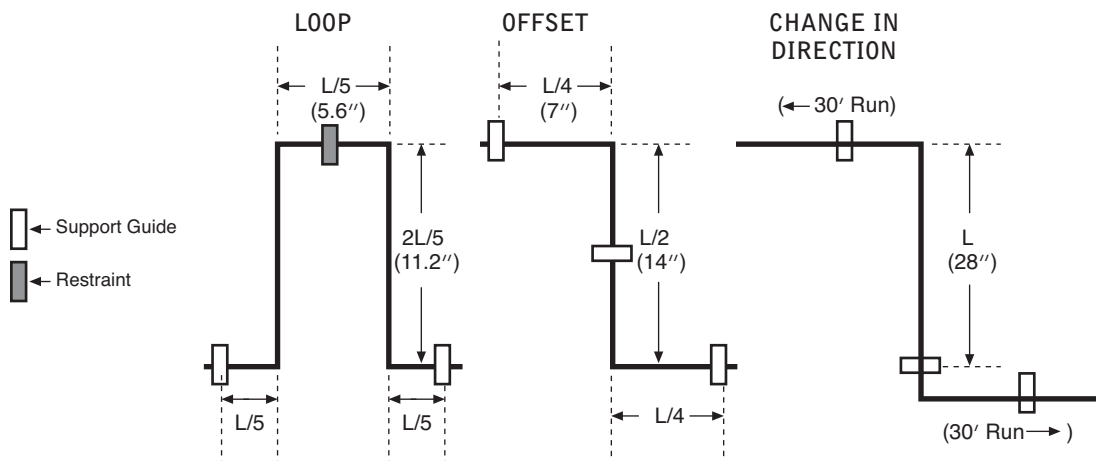 LOOP
L/5
(5.6″)
2L/5
(11.2″)
L/5
L/5
OFFSET
L/4
(7″)
L/2
(14″)
L/4
CHANGE IN
DIRECTION
(← 30′ Run)
L
(28″)
(30′ Run→ )
Support Guide
Restraint